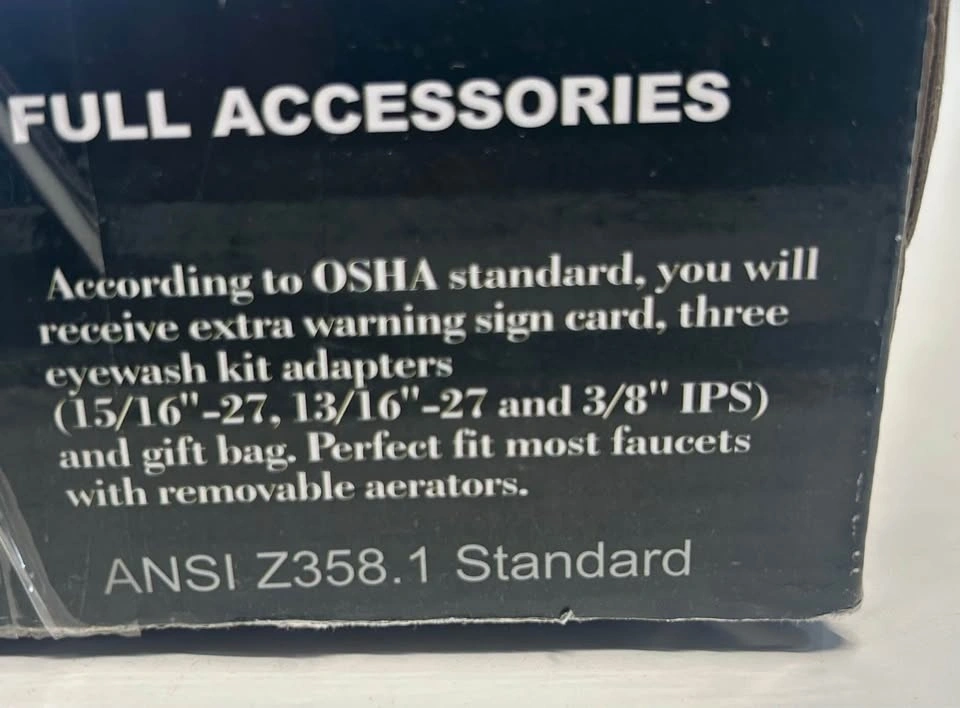 FULL ACCESSORIES
According to OSHA standard, you will
receive extra warning sign card, three
eyewash kit adapters
(15/16"-27, 13/16"-27 and 3/8" IPS)
and gift bag. Perfect fit most faucets
with removable aerators.
ANSI Z358.1 Standard